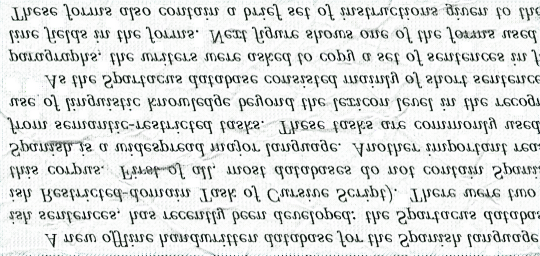 A new offline handwritten database for the Spanish language
ish sentences, has recently been developed: the Spartacus databas
ish Restricted-domain Task of Cursive Script). There were two
this corpus. First of all, most databases do not contain Spani
Spanish is a widespread major language. Another important rea
from semantic-restricted tasks. These tasks are commonly used
use of linguistic knowledge beyond the lexicon level in the recogn
As the Spartacus database consisted mainly of short sentence
paragraphs, the writers were asked to copy a set of sentences in f
line fields in the forms. Next figure shows one of the forms used
These forms also contain a brief set of instructions given to the